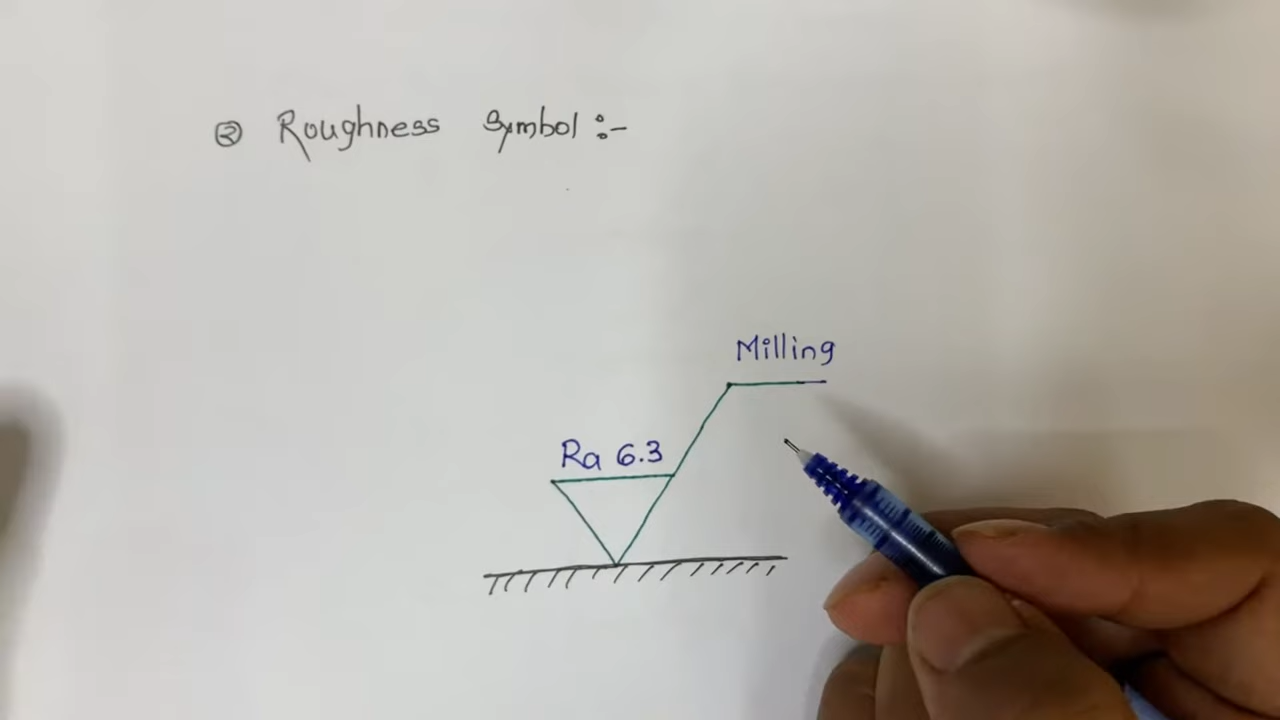 ② Roughness Symbol :-
Milling
Ra 6.3